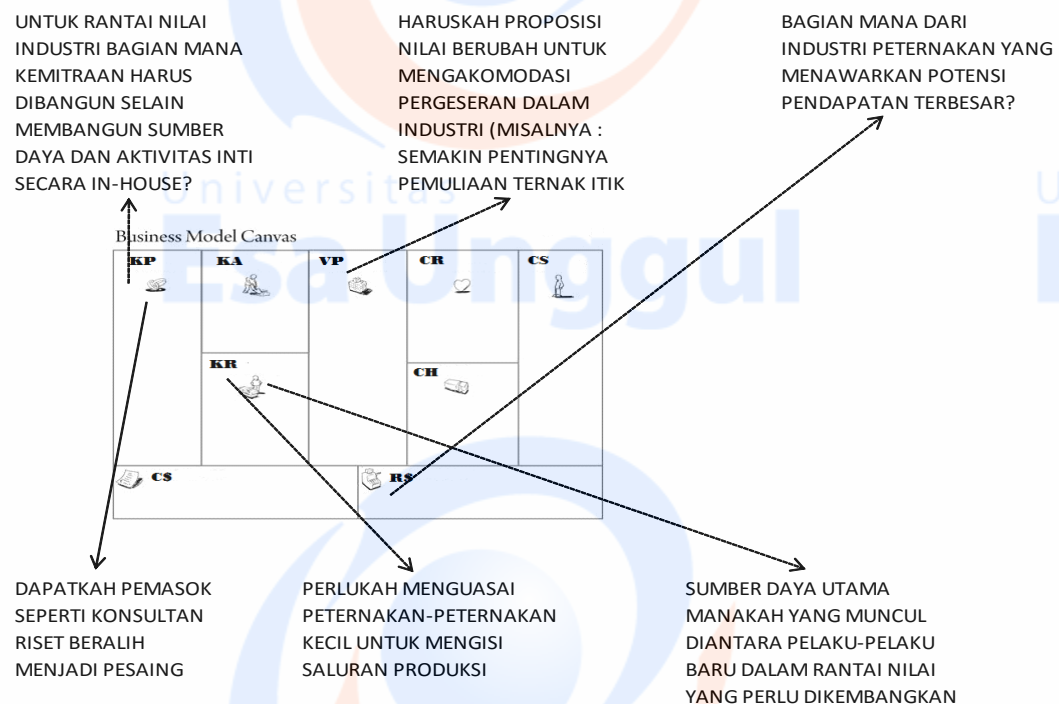 UNTUK RANTAI NILAI
INDUSTRI BAGIAN MANA
KEMITRAAN HARUS
DIBANGUN SELAIN
MEMBANGUN SUMBER
DAYA DAN AKTIVITAS INTI
SECARA IN-HOUSE?
HARUSKAH PROPOSISI
NILAI BERUBAH UNTUK
MENGAKOMODASI
PERGESERAN DALAM
INDUSTRI (MISALNYA :
SEMAKIN PENTINGNYA
PEMULIAAN TERNAK ITIK
BAGIAN MANA DARI
INDUSTRI PETERNAKAN YANG
MENAWARKAN POTENSI
PENDAPATAN TERBESAR?
Universitas
Esa Unggul
Business Model Canvas
KP
KA
VP
CR
CS
KR
CH
C$
R$
DAPATKAH PEMASOK
SEPERTI KONSULTAN
RISET BERALIH
MENJADI PESAING
PERLUKAH MENGUASAI
PETERNAKAN-PETERNAKAN
KECIL UNTUK MENGISI
SALURAN PRODUKSI
SUMBER DAYA UTAMA
MANAKAH YANG MUNCUL
DIANTARA PELAKU-PELAKU
BARU DALAM RANTAI NILAI
YANG PERLU DIKEMBANGKAN